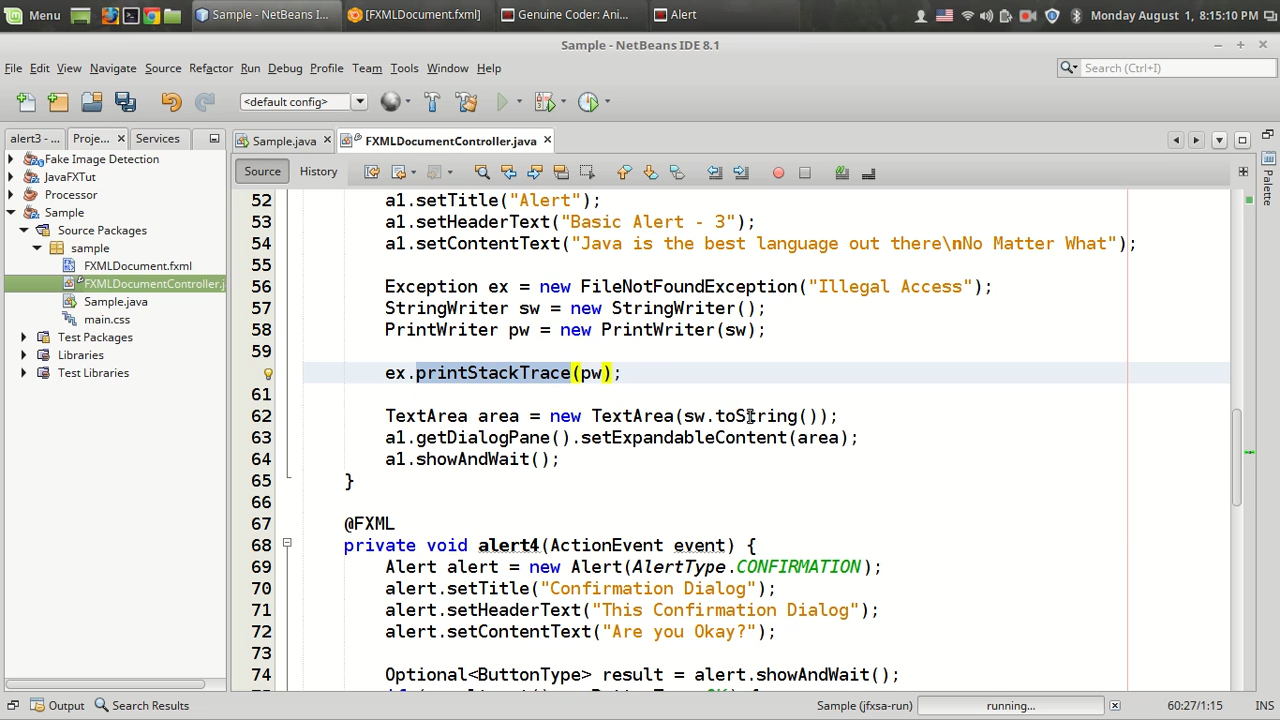 Menu
Sample - NetBeans I...
[FXMLDocument.fxml]
Genuine Coder: Ani...
Alert
Monday August 1, 8:15:10 PM
Sample - NetBeans IDE 8.1
File Edit View Navigate Source Refactor Run Debug Profile Team Tools Window Help
Search (Ctrl+I)
<default config>
alert3 - ... Proje... × Services
Sample.java FXMLDocumentController.java
Source History
Fake Image Detection
JavaFXTut
Processor
Sample
Source Packages
sample
FXMLDocument.fxml
FXMLDocumentController.j
Sample.java
main.css
Test Packages
Libraries
Test Libraries
52 a1.setTitle("Alert");
53 a1.setHeaderText("Basic Alert - 3");
54 a1.setContentText("Java is the best language out there\nNo Matter What");
55
56 Exception ex = new FileNotFoundException("Illegal Access");
57 StringWriter sw = new StringWriter();
58 PrintWriter pw = new PrintWriter(sw);
59
ex.printStackTrace(pw);
61
62 TextArea area = new TextArea(sw.toString());
63 a1.getDialogPane().setExpandableContent(area);
64 a1.showAndWait();
65 }
66
67 @FXML
68 private void alert4(ActionEvent event) {
69 Alert alert = new Alert(AlertType.CONFIRMATION);
70 alert.setTitle("Confirmation Dialog");
71 alert.setHeaderText("This Confirmation Dialog");
72 alert.setContentText("Are you Okay?");
73
74 Optional<ButtonType> result = alert.showAndWait();
Palette
Output Search Results
Sample (jfxsa-run) running... 60:27/1:15 INS